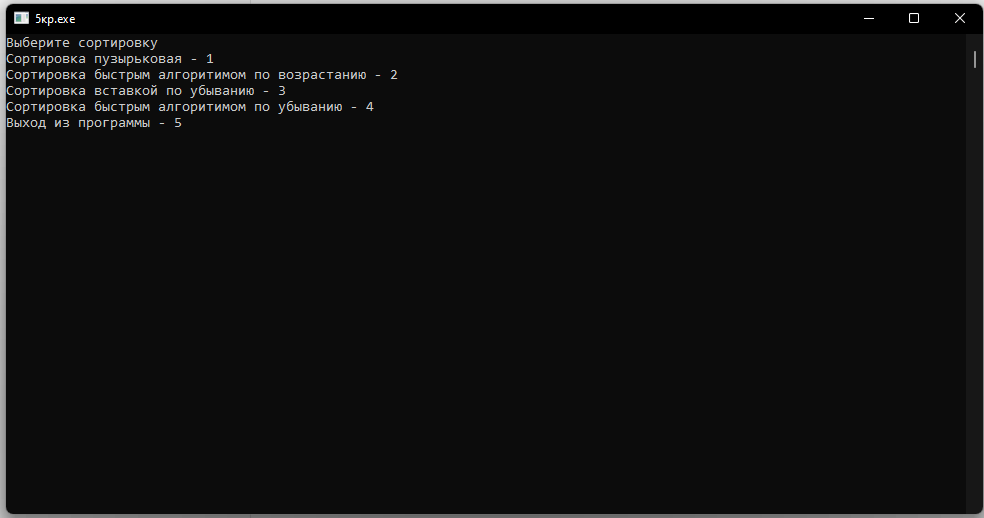 5кр.exe
Выберите сортировку
Сортировка пузырьковая - 1
Сортировка быстрым алгоритимом по возрастанию - 2
Сортировка вставкой по убыванию - 3
Сортировка быстрым алгоритимом по убыванию - 4
Выход из программы - 5